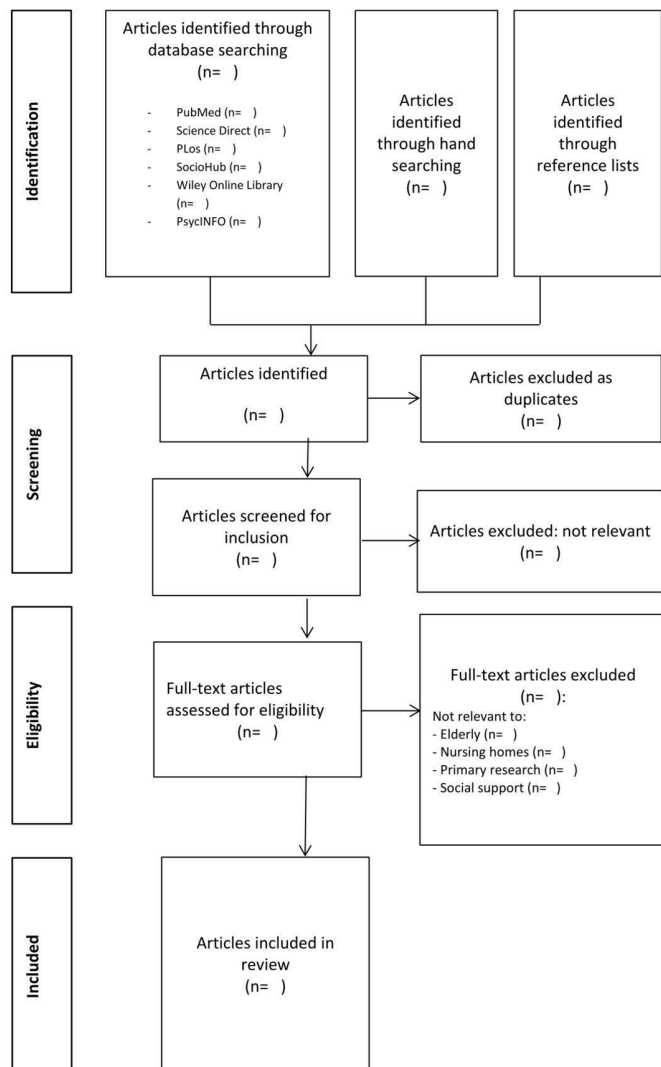 Identification
Articles identified through
database searching
(n=   )
-   PubMed (n=   )
-   Science Direct (n=   )
-   PLos (n=   )
-   SocioHub (n=   )
-   Wiley Online Library
(n=   )
-   PsycINFO (n=   )
Articles
identified
through hand
searching
(n=   )
Articles
identified
through
reference lists
(n=   )
Screening
Articles identified
(n=   )
Articles excluded as
duplicates
(n=   )
Articles screened for
inclusion
(n=   )
Articles excluded: not relevant
(n=   )
Eligibility
Full-text articles
assessed for eligibility
(n=   )
Full-text articles excluded
(n=   ):
Not relevant to:
- Elderly (n=   )
- Nursing homes (n=   )
- Primary research (n=   )
- Social support (n=   )
Included
Articles included in
review
(n=   )